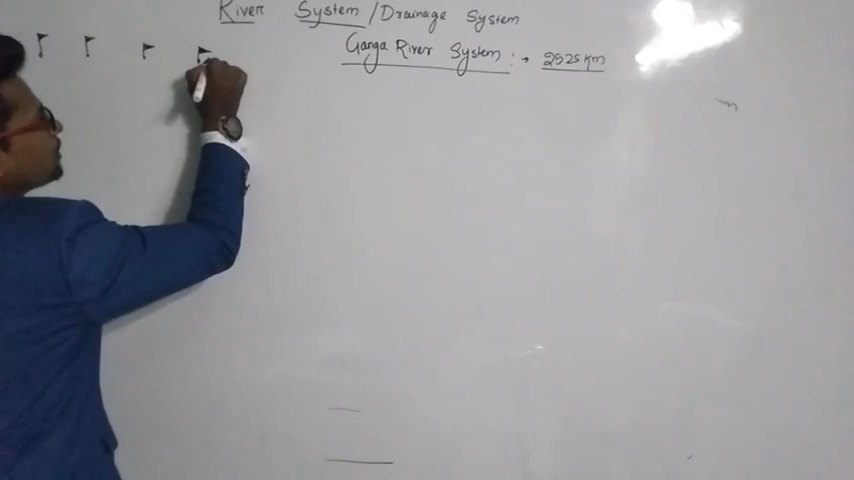 River System / Drainage System
Ganga River System : → 2525 Km